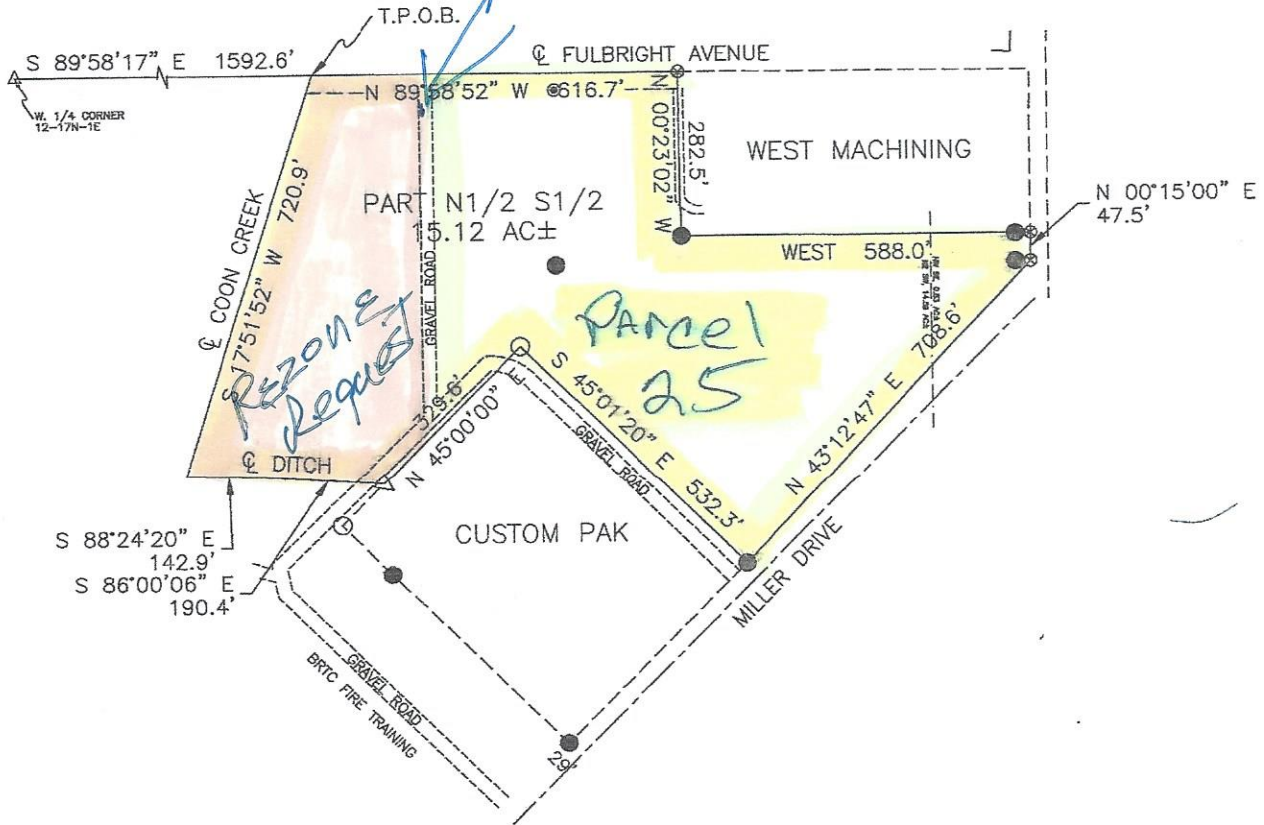 T.P.O.B.
S 89°58'17" E 1592.6'
℄ FULBRIGHT AVENUE
W. 1/4 CORNER
12-17N-1E
N 89°58'52" W 616.7'
N 00°23'02" W
282.5'
WEST MACHINING
N 00°15'00" E
47.5'
℄ COON CREEK
S 17°51'52" W 720.9'
PART N1/2 S1/2
15.12 AC±
GRAVEL ROAD
WEST 588.0'
REZONE
Request
PARCEL
25
S 45°01'20" E 532.3'
N 43°12'47" E 708.6'
329.6'
N 45°00'00" E
GRAVEL ROAD
℄ DITCH
S 88°24'20" E
142.9'
S 86°00'06" E
190.4'
CUSTOM PAK
MILLER DRIVE
GRAVEL ROAD
BRTC FIRE TRAINING
29'